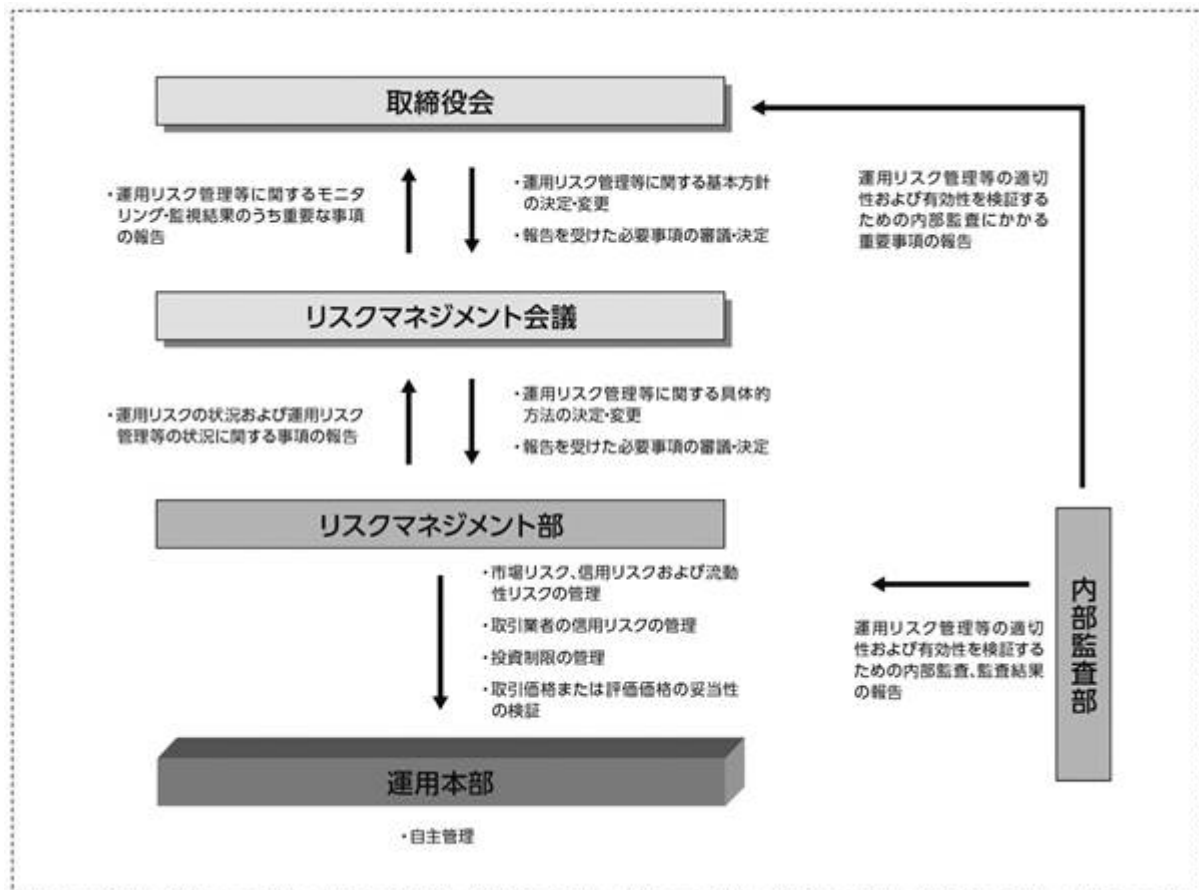 取締役会
・運用リスク管理等に関するモニタ
リング・監視結果のうち重要な事項
の報告
・運用リスク管理等に関する基本方針
の決定・変更
・報告を受けた必要事項の審議・決定
運用リスク管理等の適切
性および有効性を検証する
ための内部監査にかかる
重要事項の報告
リスクマネジメント会議
・運用リスクの状況および運用リスク
管理等の状況に関する事項の報告
・運用リスク管理等に関する具体的
方法の決定・変更
・報告を受けた必要事項の審議・決定
リスクマネジメント部
・市場リスク、信用リスクおよび流動
性リスクの管理
・取引業者の信用リスクの管理
・投資制限の管理
・取引価格または評価価格の妥当性
の検証
運用リスク管理等の適切
性および有効性を検証する
ための内部監査、監査結果
の報告
内部監査部
運用本部
・自主管理